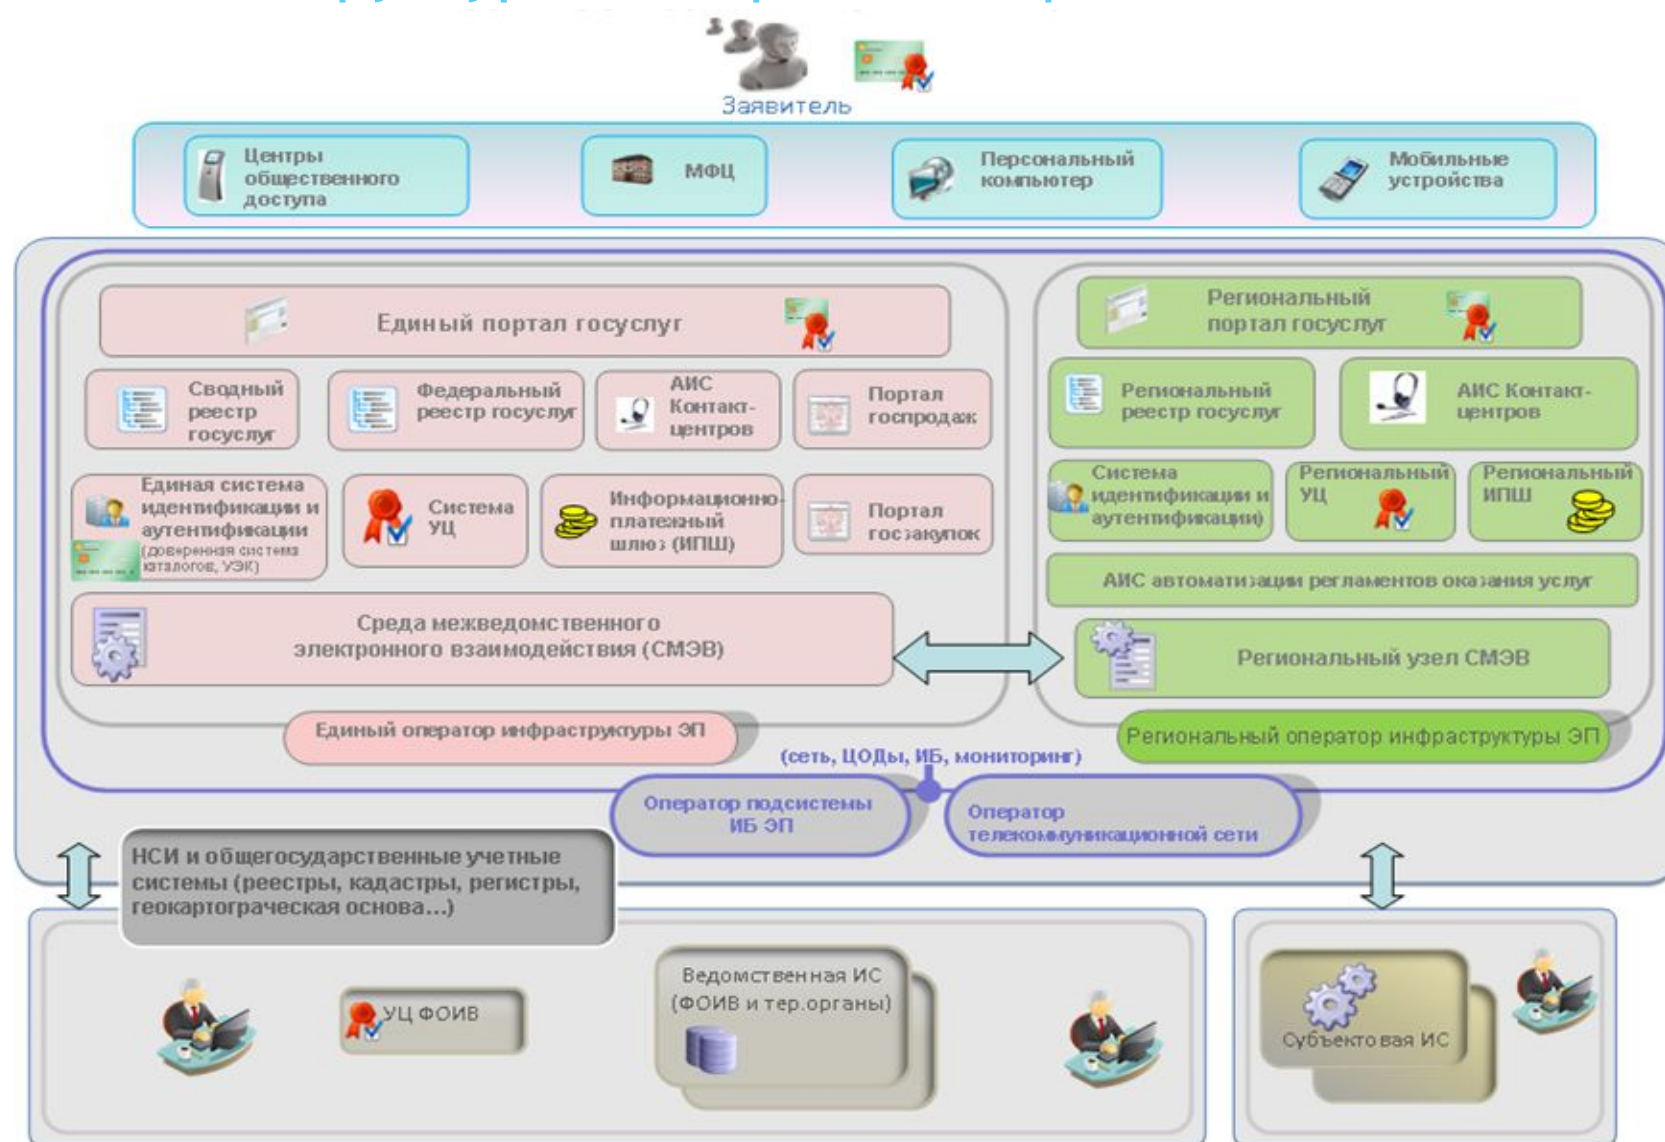 Заявитель
Центры
общественного
доступа
МФЦ
Персональный
компьютер
Мобильные
устройства
Единый портал госуслуг
Региональный
портал госуслуг
Сводный
реестр
госуслуг
Федеральный
реестр госуслуг
АИС
Контакт-
центров
Портал
госпродаж
Региональный
реестр госуслуг
АИС Контакт-
центров
Единая система
идентификации и
аутентификации
(доверенная система
каталогов, УЭК)
Система
УЦ
Информационно-
платежный
шлюз (ИПШ)
Портал
госзакупок
Система
идентификации и
аутентификации)
Региональный
УЦ
Региональный
ИПШ
АИС автоматизации регламентов оказания услуг
Среда межведомственного
электронного взаимодействия (СМЭВ)
Региональный узел СМЭВ
Единый оператор инфраструктуры ЭП
Региональный оператор инфраструктуры ЭП
(сеть, ЦОДы, ИБ, мониторинг)
Оператор подсистемы
ИБ ЭП
Оператор
телекоммуникационной сети
НСИ и общегосударственные учетные
системы (реестры, кадастры, регистры,
геокартограческая основа...)
УЦ ФОИВ
Ведомственная ИС
(ФОИВ и тер.органы)
Субъектовая ИС